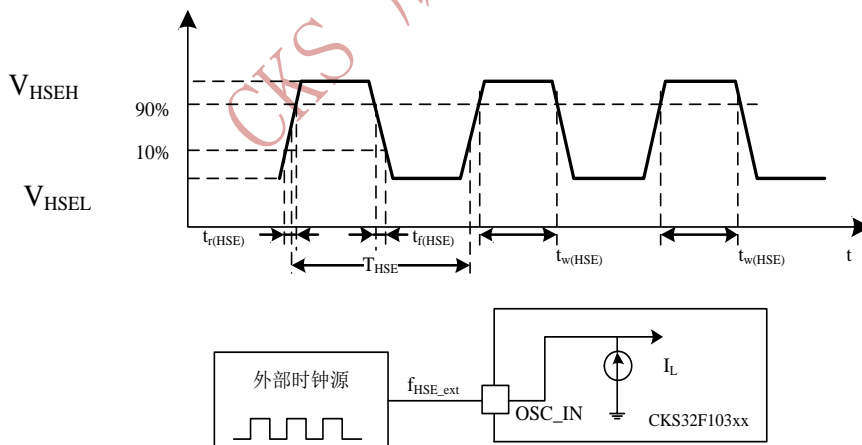 CKS
V_HSEH
90%
10%
V_HSEL
t_r(HSE)
t_f(HSE)
t_w(HSE)
t_w(HSE)
t
T_HSE
外部时钟源
f_HSE_ext
OSC_IN
I_L
CKS32F103xx